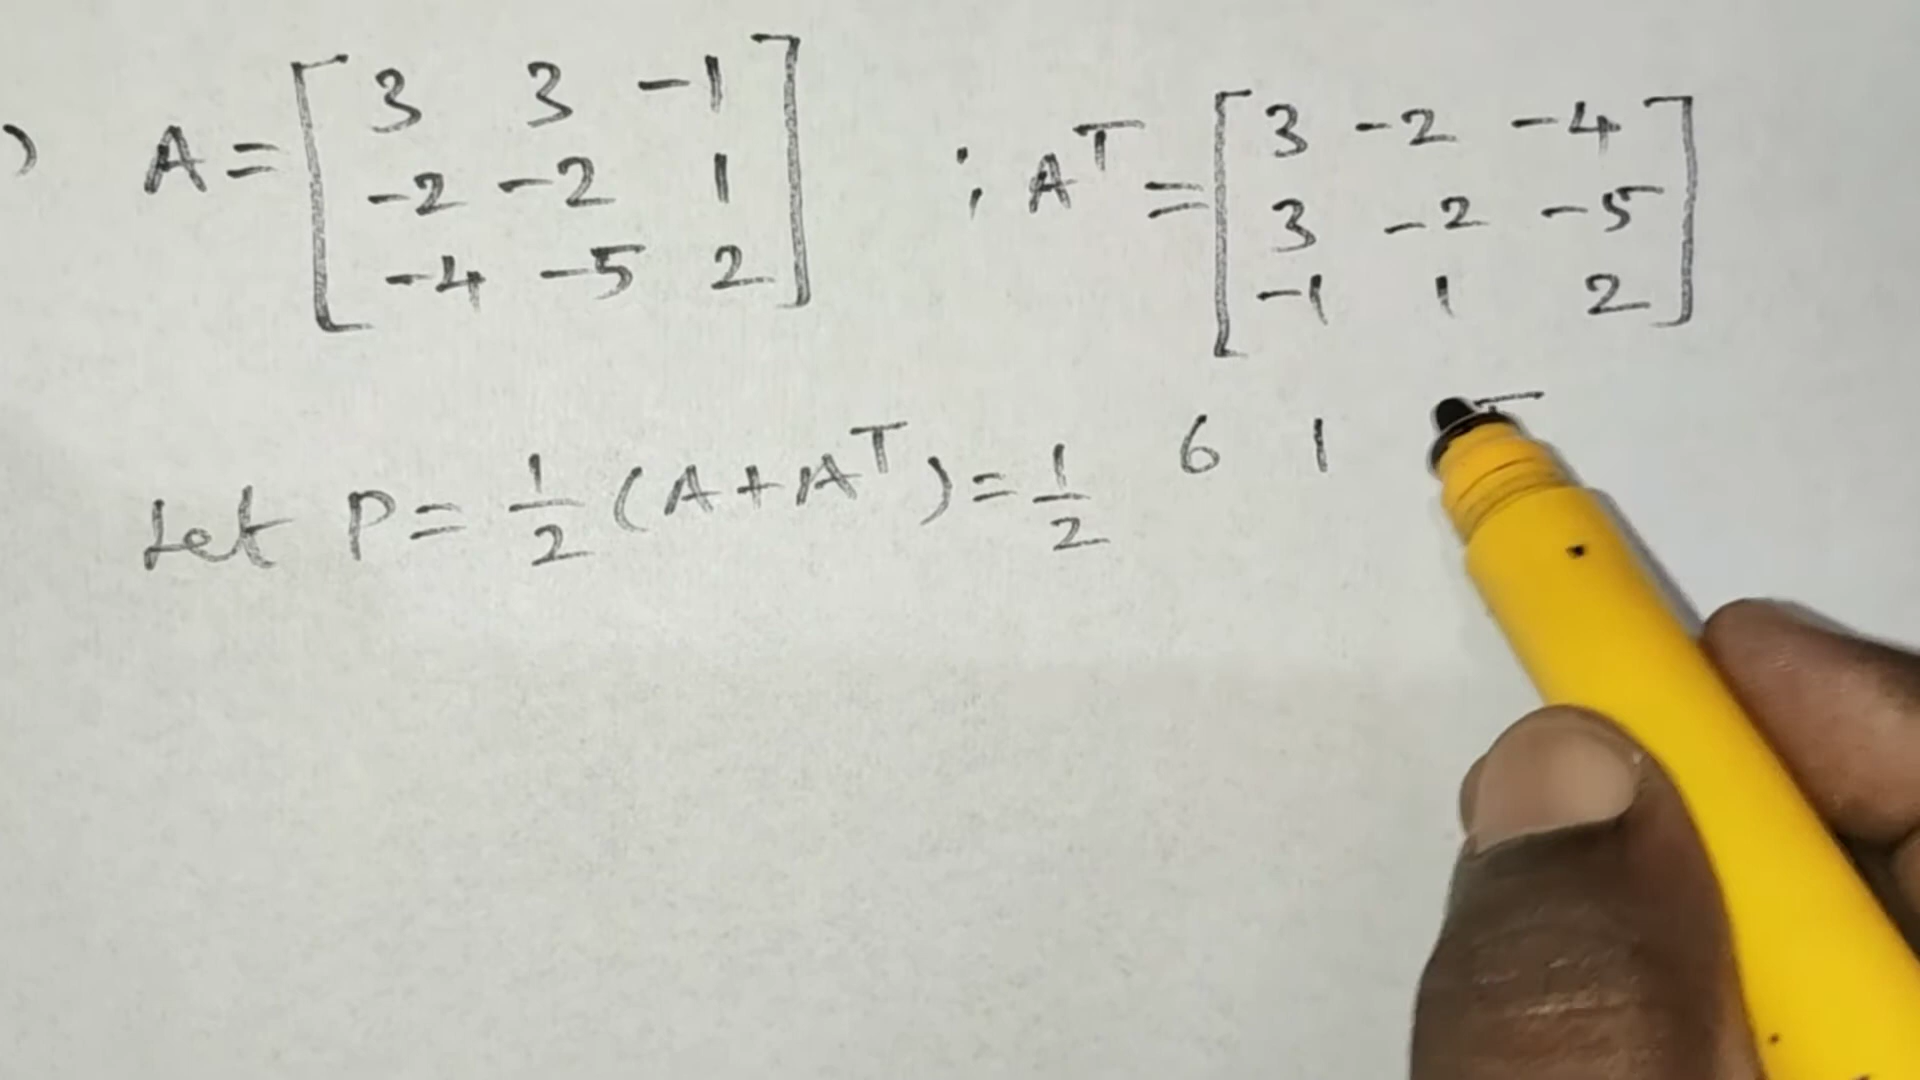 ) A = [ 3 3 -1 ; A^T = [ 3 -2 -4
-2 -2 1 3 -2 -5
-4 -5 2 ] -1 1 2 ]
Let P = 1/2 (A + A^T) = 1/2 6 1